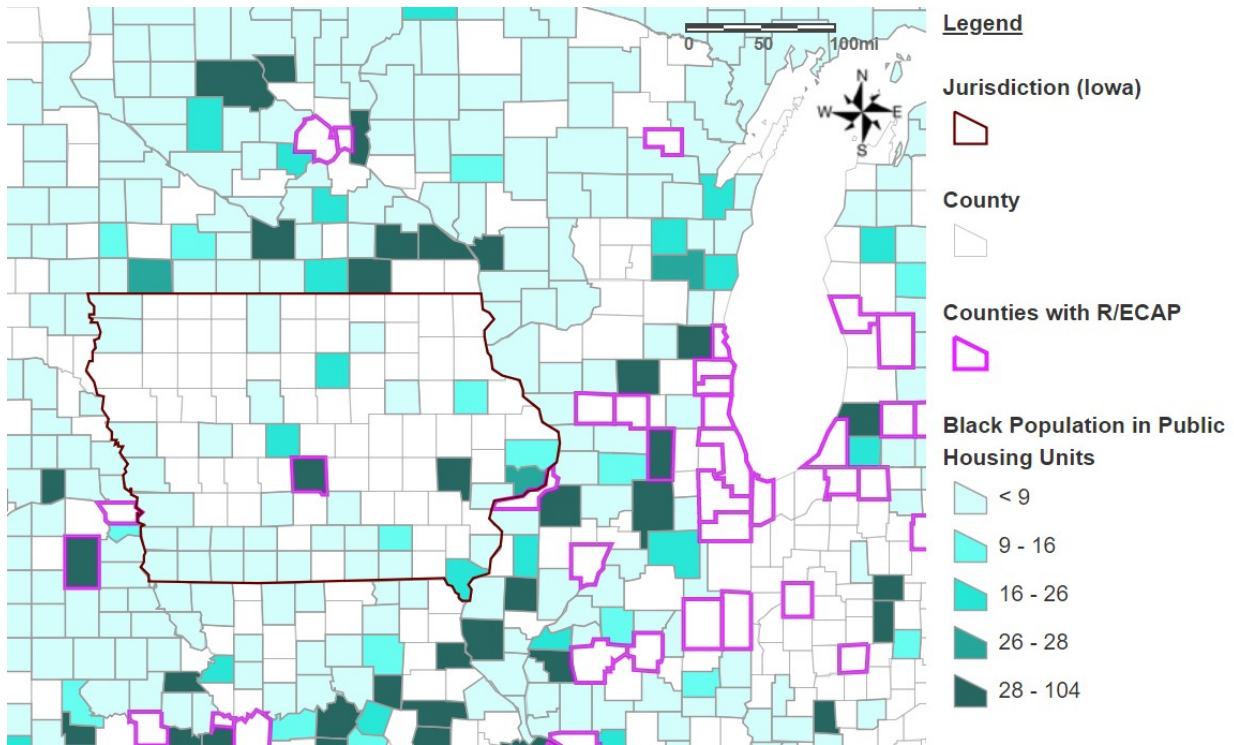 0 50 100mi
N
W E
S
Legend
Jurisdiction (Iowa)
County
Counties with R/ECAP
Black Population in Public
Housing Units
< 9
9 - 16
16 - 26
26 - 28
28 - 104